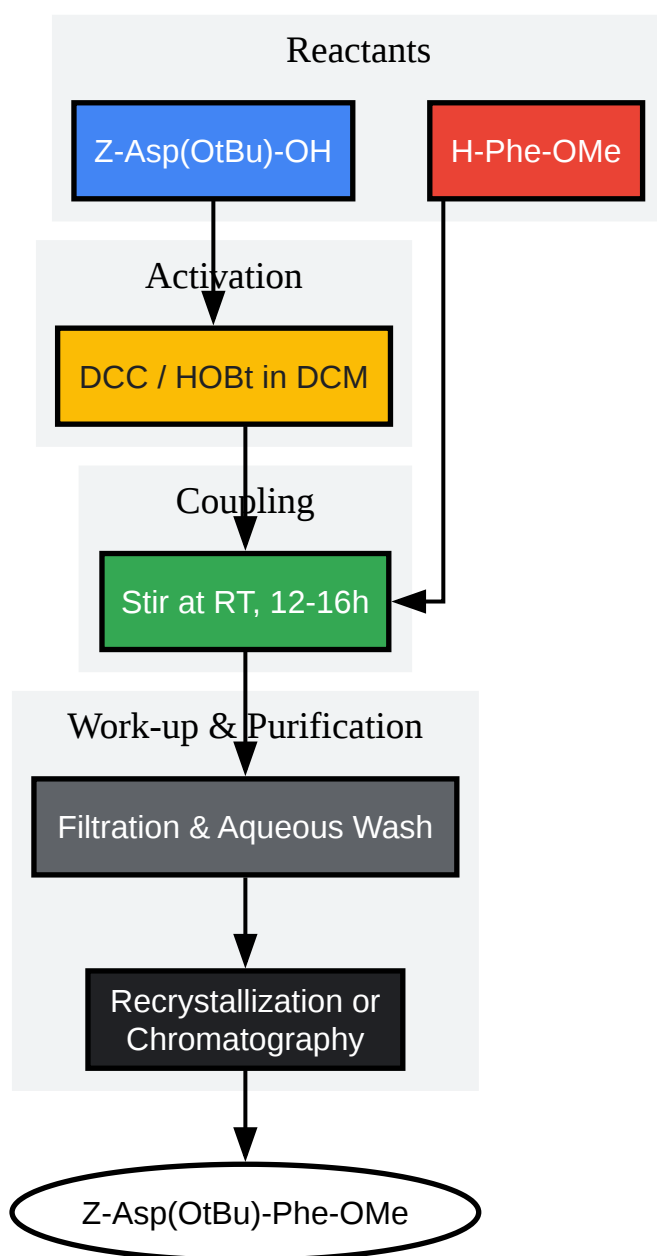 Reactants
Z-Asp(OtBu)-OH
H-Phe-OMe
Activation
DCC / HOBt in DCM
Coupling
Stir at RT, 12-16h
Work-up & Purification
Filtration & Aqueous Wash
Recrystallization or
Chromatography
Z-Asp(OtBu)-Phe-OMe